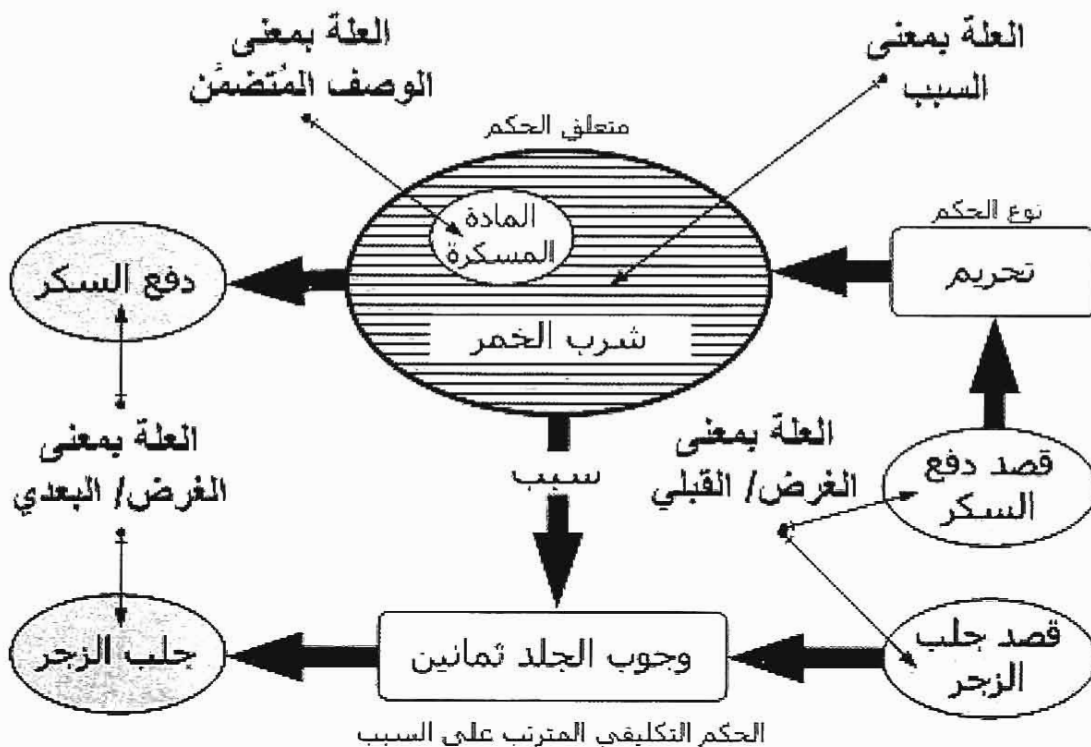 العلة بمعنى
السبب
العلة بمعنى
الوصف المُتضمَّن
متعلق الحكم
نوع الحكم
تحريم
المادة
المسكرة
شرب الخمر
دفع السكر
العلة بمعنى
الغرض/ القبلي
قصد دفع
السكر
سبب
العلة بمعنى
الغرض/ البعدي
قصد جلب
الزجر
وجوب الجلد ثمانين
جلب الزجر
الحكم التكليفي المترتب على السبب